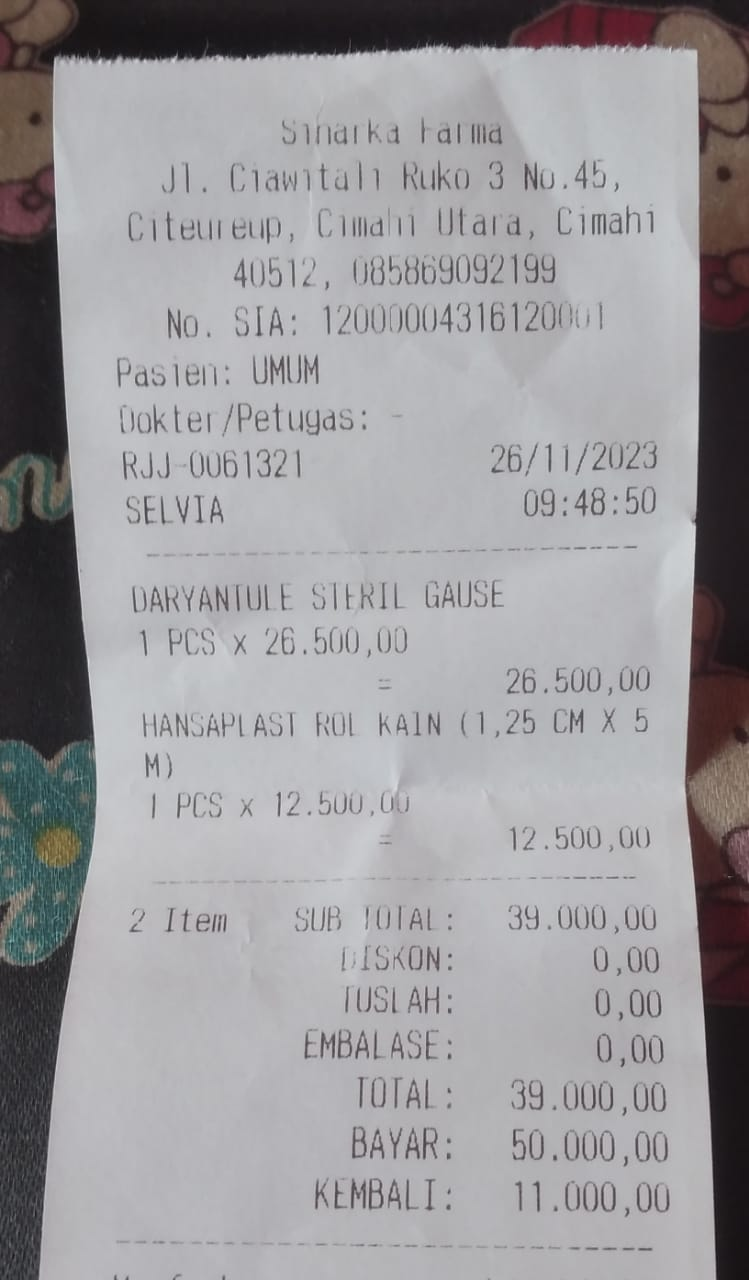 Sinarka Farma
Jl. Ciawitali Ruko 3 No.45,
Citeureup, Cimahi Utara, Cimahi
40512, 085869092199
No. SIA: 12000004316120001
Pasien: UMUM
Dokter/Petugas: -
RJJ-0061321 26/11/2023
SELVIA 09:48:50
DARYANTULE STERIL GAUSE
1 PCS x 26.500,00
= 26.500,00
HANSAPLAST ROL KAIN (1,25 CM X 5
M)
1 PCS x 12.500,00
= 12.500,00
2 Item SUB TOTAL: 39.000,00
DISKON: 0,00
TUSLAH: 0,00
EMBALASE: 0,00
TOTAL: 39.000,00
BAYAR: 50.000,00
KEMBALI: 11.000,00